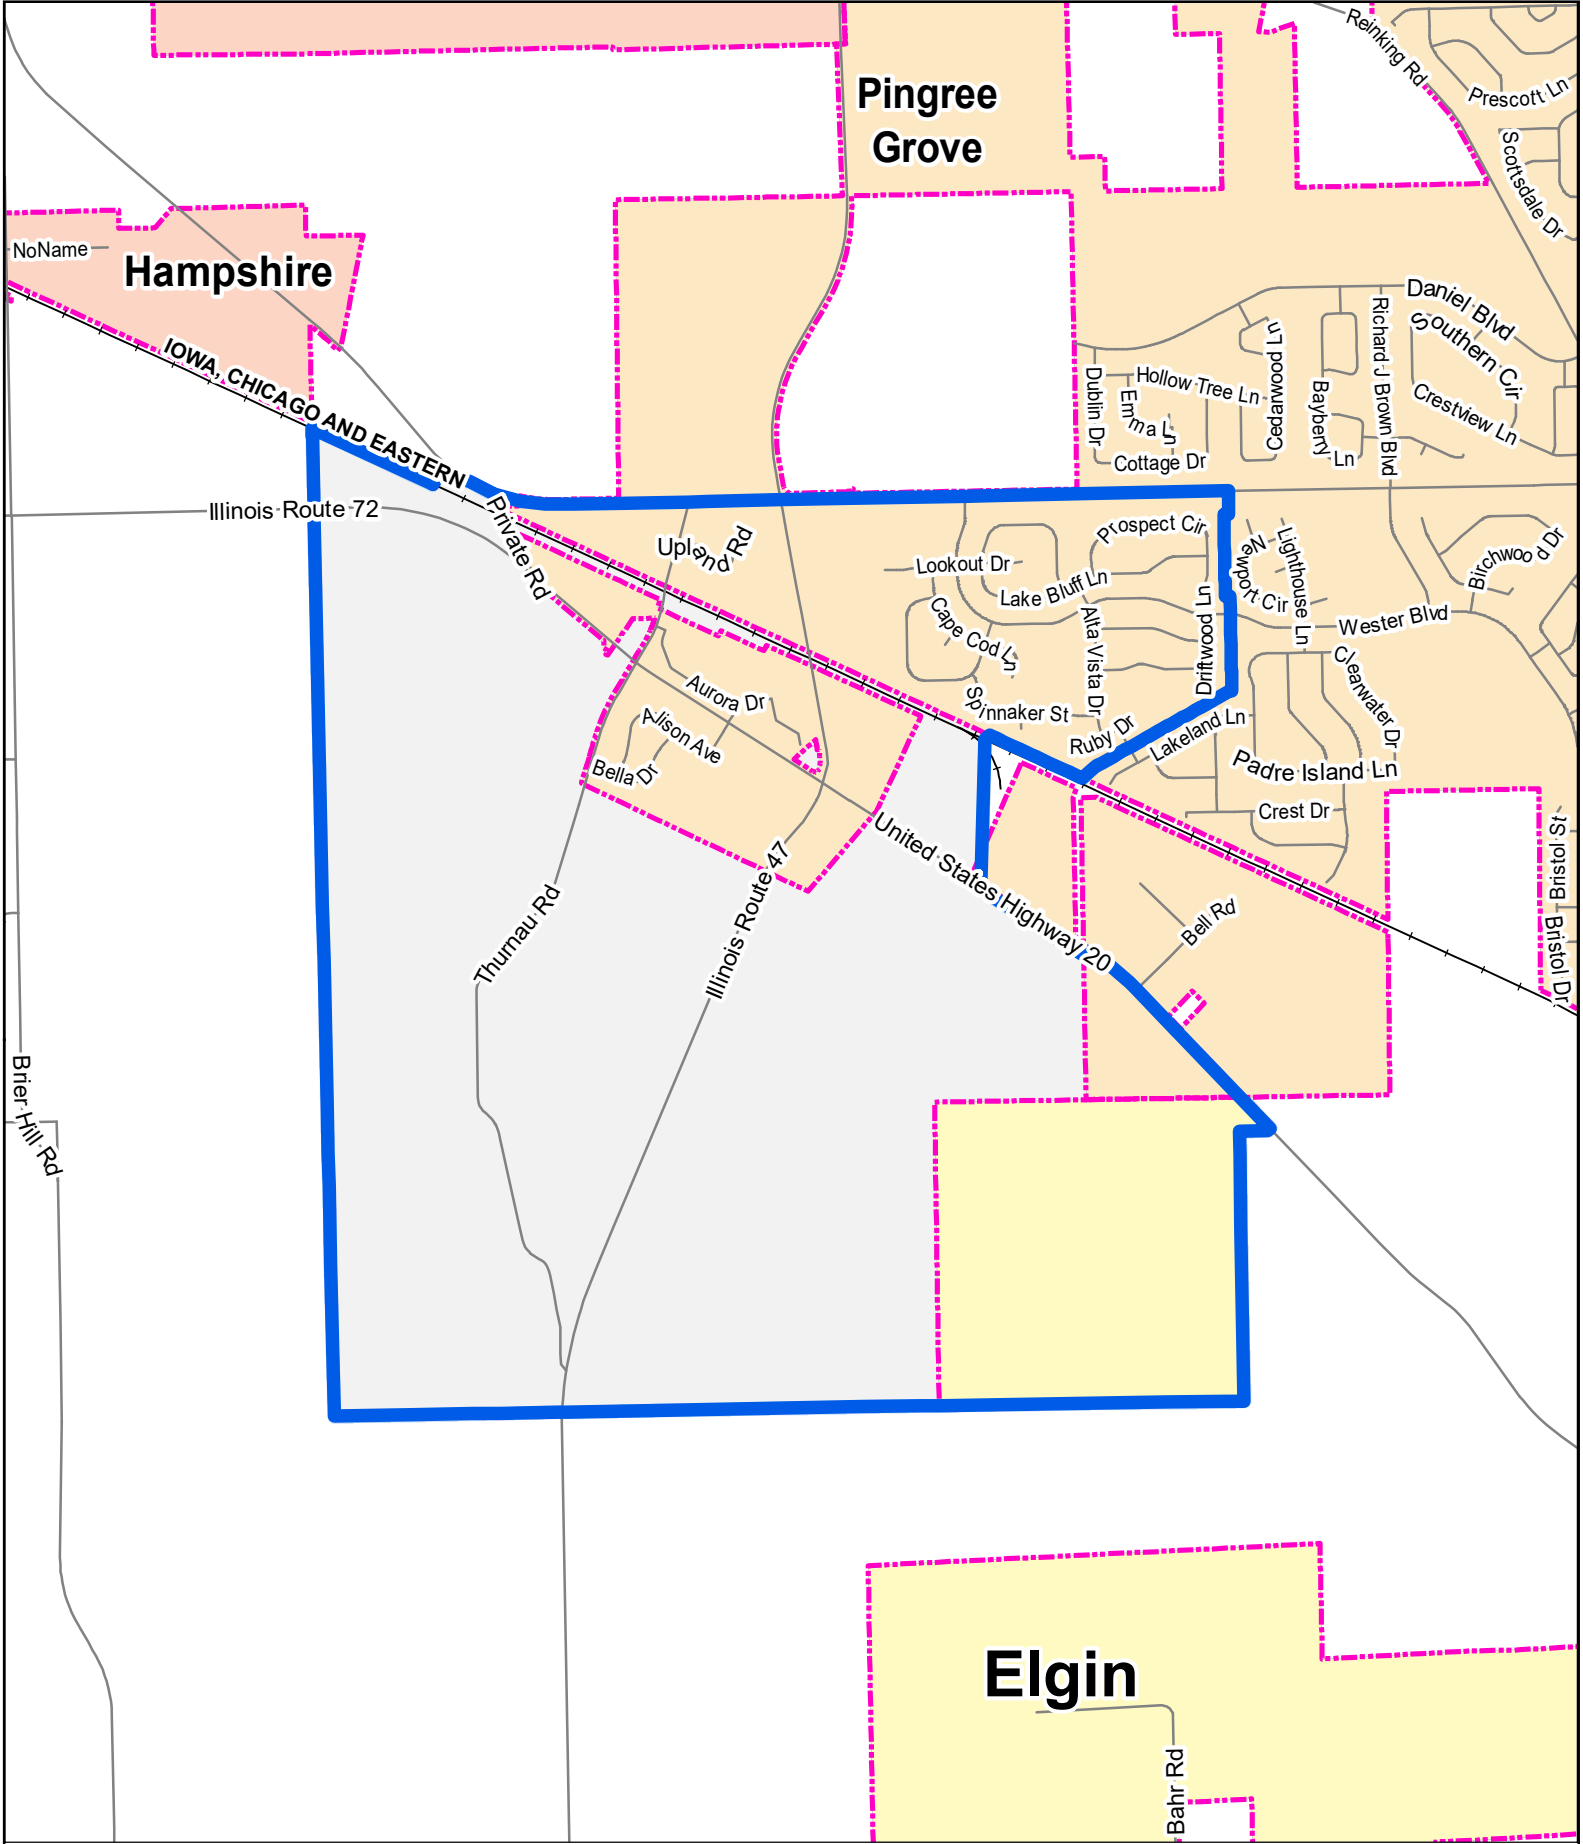 Reinking Rd
Pingree
Grove
Prescott Ln
Scottsdale Dr
NoName
Hampshire
Daniel Blvd
Southern Cir
Richard J Brown Blvd
Cedarwood Ln
IOWA, CHICAGO AND EASTERN
Dublin Dr
Hollow Tree Ln
Emma Ln
Bayberry Ln
Crestview Ln
Cottage Dr
Illinois Route 72
Private Rd
Upland Rd
Prospect Cir
Newport Cir
Lighthouse Ln
Birchwood Dr
Lookout Dr
Lake Bluff Ln
Cape Cod Ln
Alta Vista Dr
Driftwood Ln
Wester Blvd
Clearwater Dr
Aurora Dr
Alison Ave
Bella Dr
Spinnaker St
Ruby Dr
Lakeland Ln
Padre Island Ln
Crest Dr
United States Highway 20
Bristol St
Bristol Dr
Illinois Route 47
Thurnau Rd
Bell Rd
Brier Hill Rd
Elgin
Bahr Rd